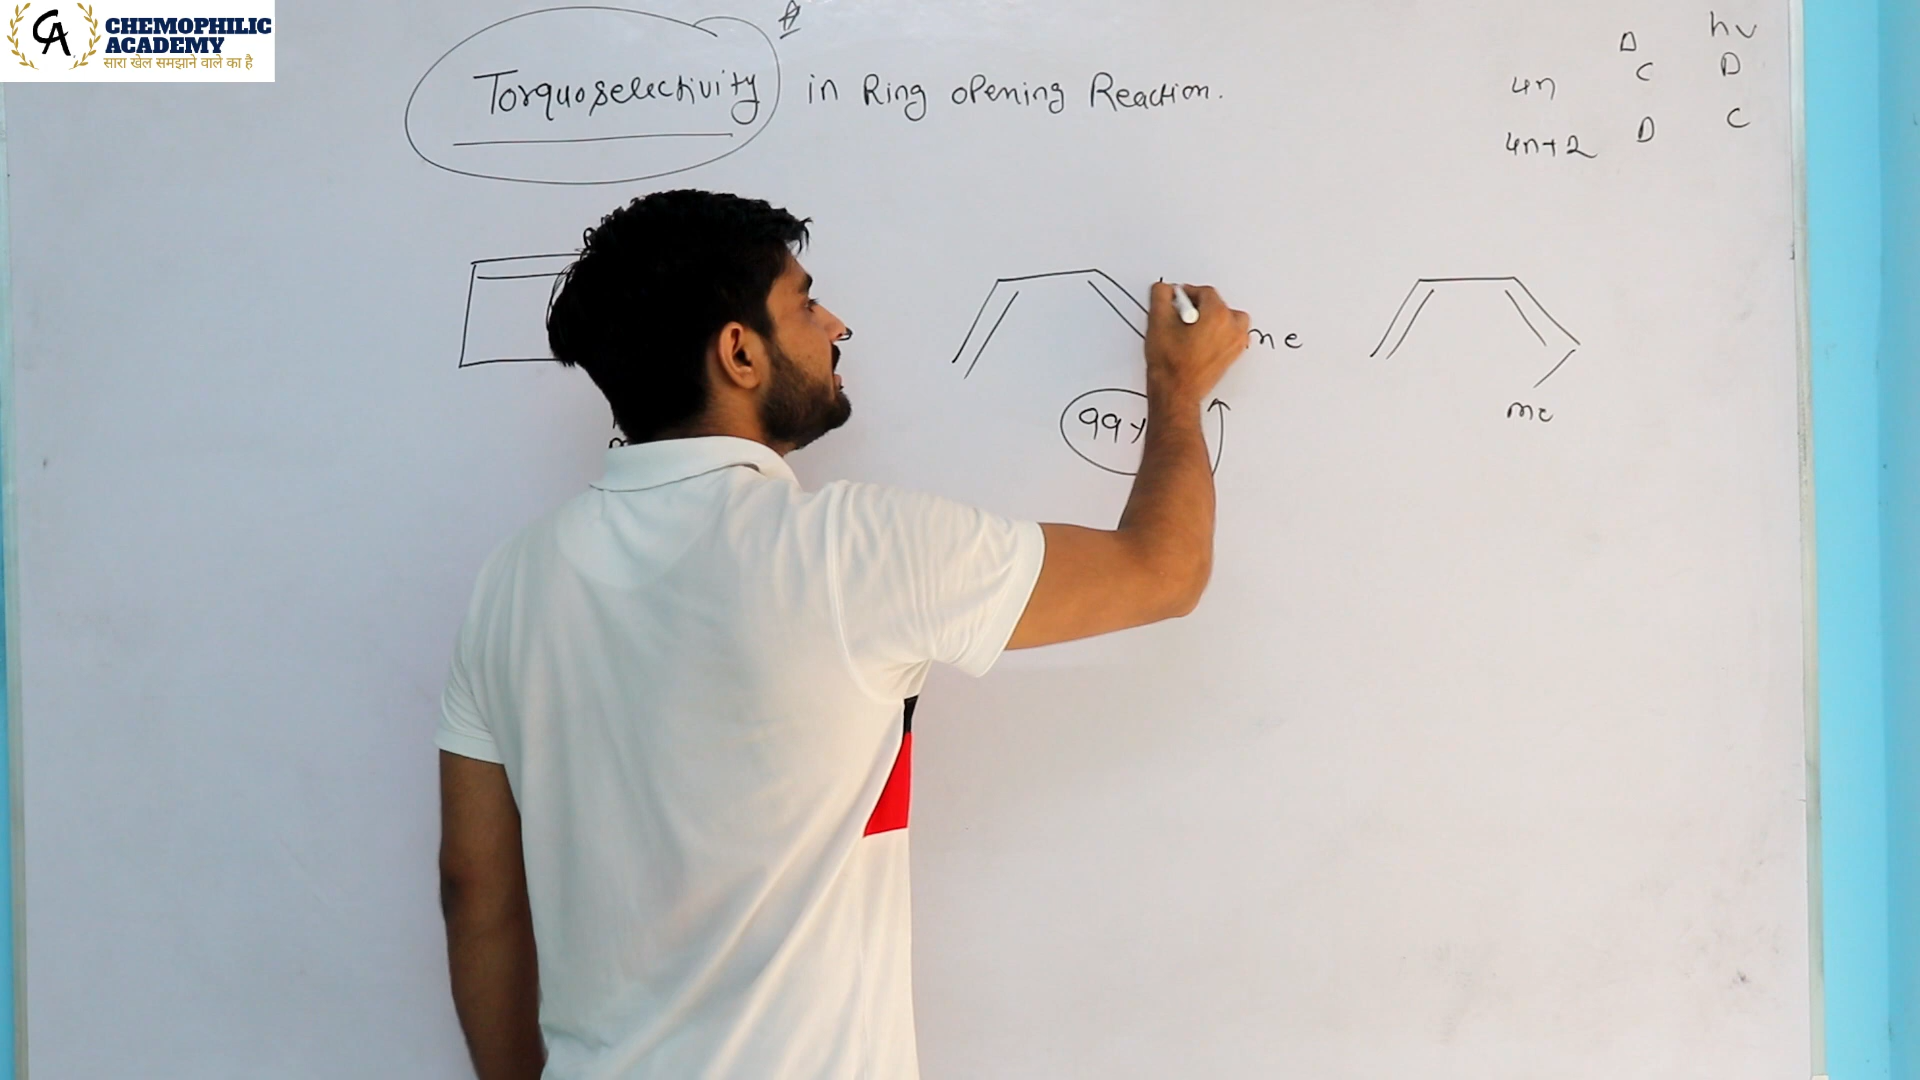 CHEMOPHILIC
ACADEMY
सारा खेल समझाने वाले का है
Torquoselectivity in Ring opening Reaction.
Δ hν
4n C D
4n+2 D C
me
99%
me